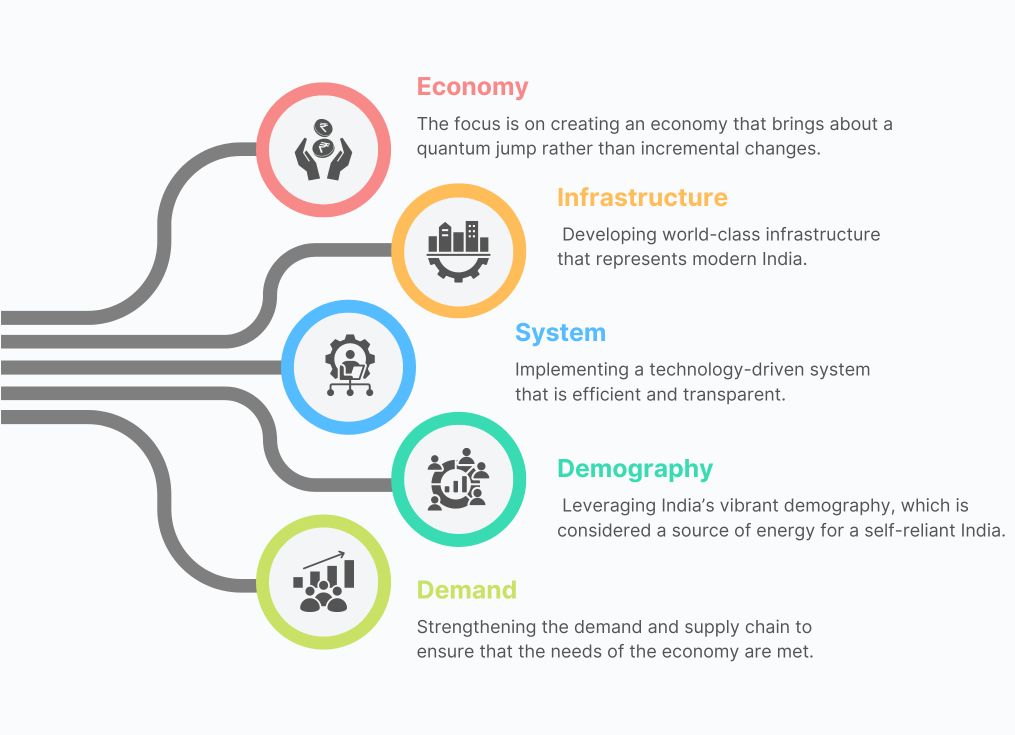 Economy
The focus is on creating an economy that brings about a
quantum jump rather than incremental changes.
Infrastructure
Developing world-class infrastructure
that represents modern India.
System
Implementing a technology-driven system
that is efficient and transparent.
Demography
Leveraging India’s vibrant demography, which is
considered a source of energy for a self-reliant India.
Demand
Strengthening the demand and supply chain to
ensure that the needs of the economy are met.